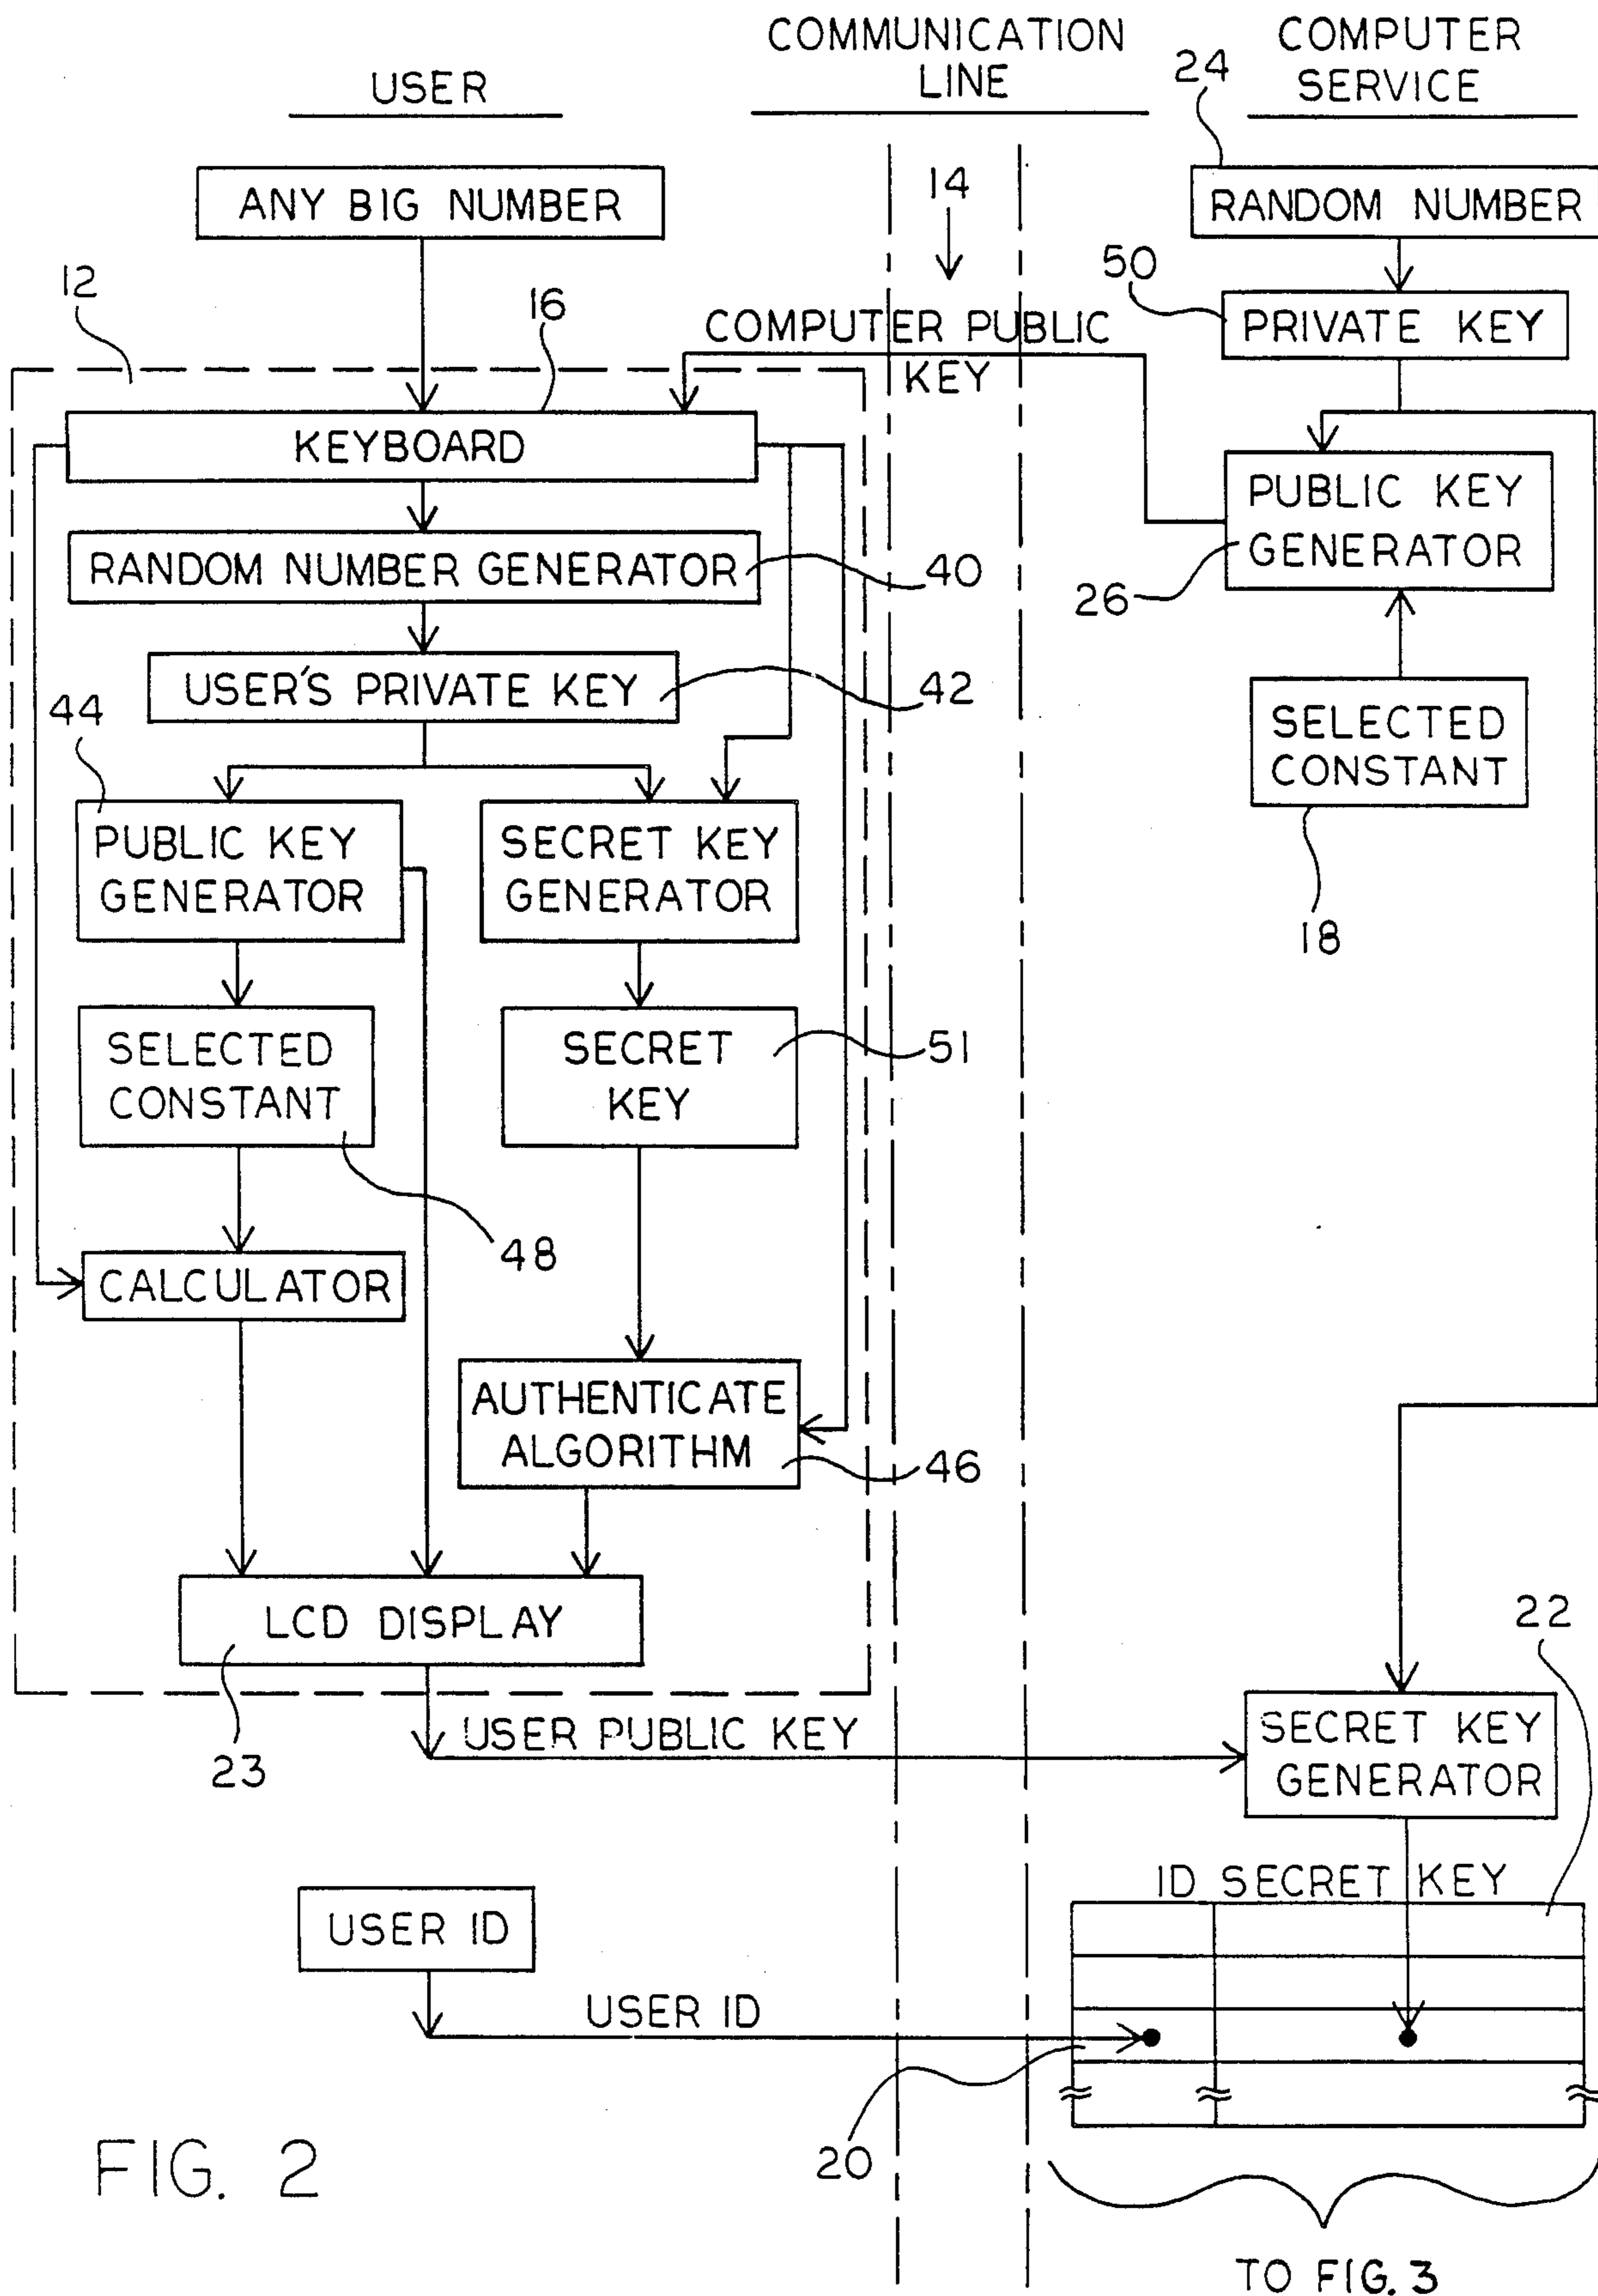 USER
COMMUNICATION
LINE
COMPUTER
SERVICE
24
ANY BIG NUMBER
14
RANDOM NUMBER
50
PRIVATE KEY
12
16
COMPUTER PUBLIC
KEY
KEYBOARD
PUBLIC KEY
GENERATOR
26
RANDOM NUMBER GENERATOR
40
USER'S PRIVATE KEY
42
SELECTED
CONSTANT
18
44
PUBLIC KEY
GENERATOR
SECRET KEY
GENERATOR
SELECTED
CONSTANT
48
SECRET
KEY
51
CALCULATOR
AUTHENTICATE
ALGORITHM
46
LCD DISPLAY
23
USER PUBLIC KEY
22
SECRET KEY
GENERATOR
ID SECRET KEY
USER ID
USER ID
20
FIG. 2
TO FIG. 3